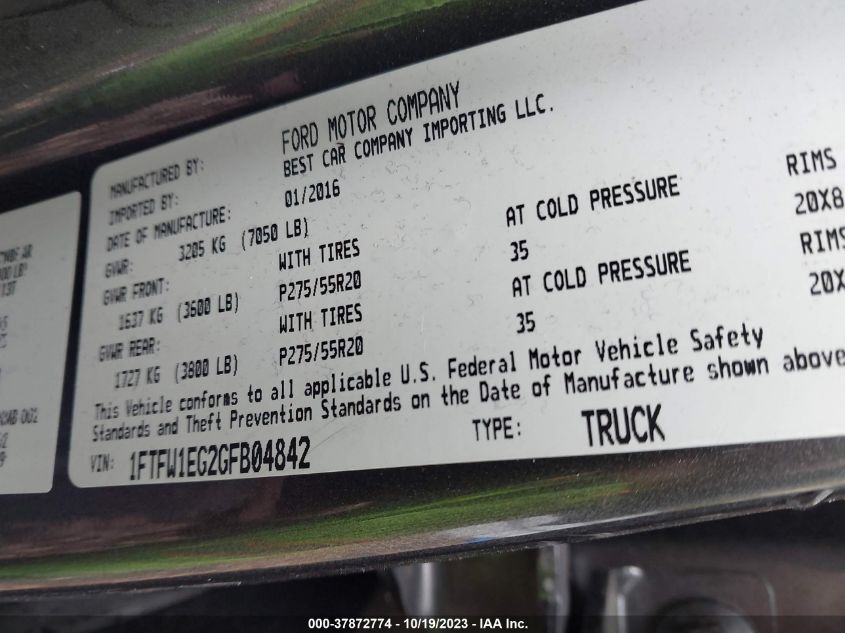 MANUFACTURED BY: FORD MOTOR COMPANY
IMPORTED BY: BEST CAR COMPANY IMPORTING LLC.
DATE OF MANUFACTURE: 01/2016
GVWR: 3205 KG (7050 LB)
GVWR FRONT: WITH TIRES AT COLD PRESSURE RIMS
1637 KG (3600 LB) P275/55R20 35 20X8
GVWR REAR: WITH TIRES AT COLD PRESSURE RIMS
1727 KG (3800 LB) P275/55R20 35 20X
This Vehicle conforms to all applicable U.S. Federal Motor Vehicle Safety
Standards and Theft Prevention Standards on the Date of Manufacture shown above
VIN: 1FTFW1EG2GFB04842 TYPE: TRUCK
000-37872774 | 10/19/2023 - IAA Inc.